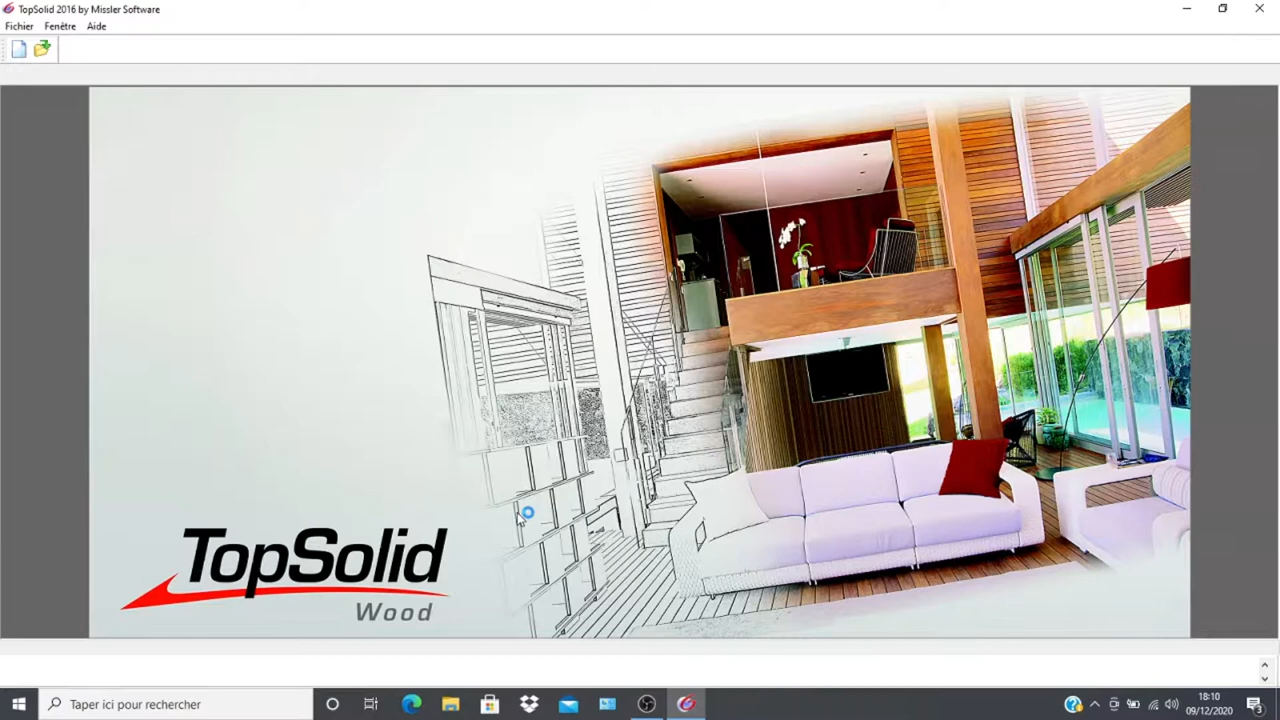 TopSolid 2016 by Missler Software
Fichier Fenêtre Aide
TopSolid
Wood
Taper ici pour rechercher
18:10
09/12/2020
3